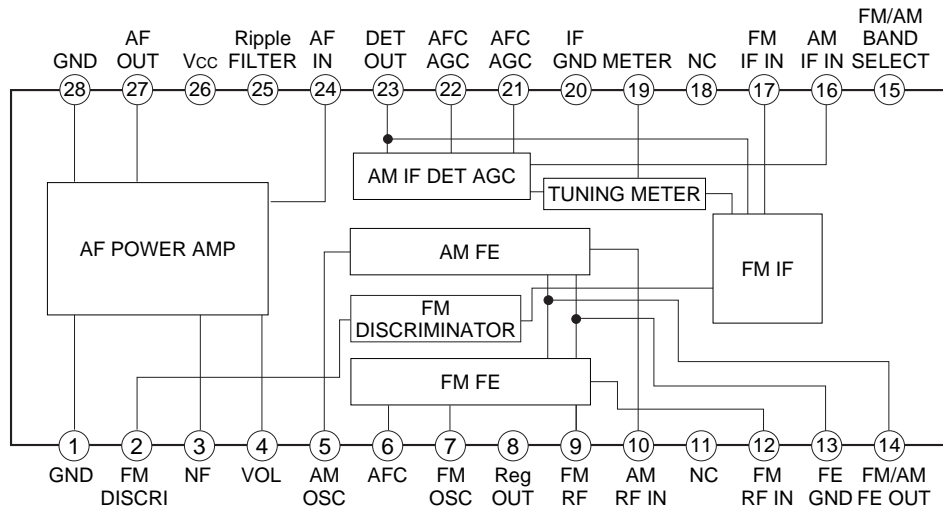 GND
AF
OUT
VCC
Ripple
FILTER
AF
IN
DET
OUT
AFC
AGC
AFC
AGC
IF
GND
METER
NC
FM
IF IN
AM
IF IN
FM/AM
BAND
SELECT
28
27
26
25
24
23
22
21
20
19
18
17
16
15
AM IF DET AGC
TUNING METER
AF POWER AMP
AM FE
FM IF
FM
DISCRIMINATOR
FM FE
1
2
3
4
5
6
7
8
9
10
11
12
13
14
GND
FM
DISCRI
NF
VOL
AM
OSC
AFC
FM
OSC
Reg
OUT
FM
RF
AM
RF IN
NC
FM
RF IN
FE
GND
FM/AM
FE OUT